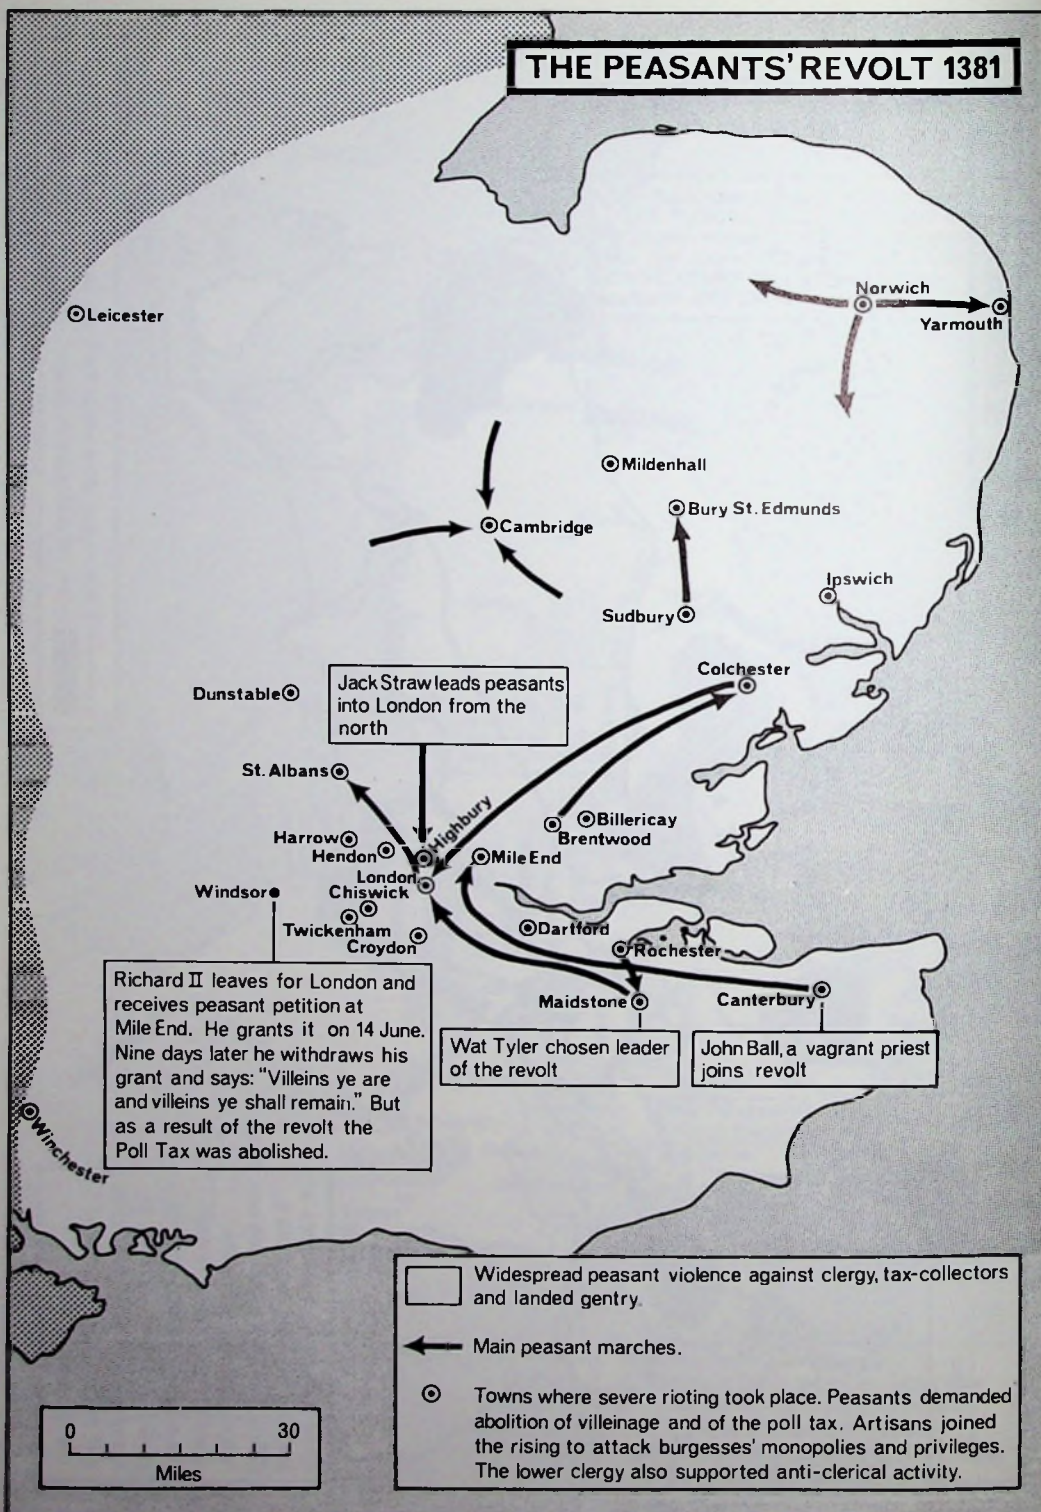 THE PEASANTS' REVOLT 1381
Norwich
Yarmouth
Leicester
Mildenhall
Bury St. Edmunds
Cambridge
Ipswich
Sudbury
Colchester
Jack Straw leads peasants
into London from the
north
Dunstable
St. Albans
Highbury
Billericay
Brentwood
Harrow
Hendon
Mile End
London
Windsor
Chiswick
Twickenham
Croydon
Dartford
Rochester
Maidstone
Canterbury
Richard II leaves for London and
receives peasant petition at
Mile End. He grants it on 14 June.
Nine days later he withdraws his
grant and says: "Villeins ye are
and villeins ye shall remain." But
as a result of the revolt the
Poll Tax was abolished.
Wat Tyler chosen leader
of the revolt
John Ball, a vagrant priest
joins revolt
Winchester
Widespread peasant violence against clergy, tax-collectors
and landed gentry.
Main peasant marches.
Towns where severe rioting took place. Peasants demanded
abolition of villeinage and of the poll tax. Artisans joined
the rising to attack burgesses' monopolies and privileges.
The lower clergy also supported anti-clerical activity.
0 30
Miles